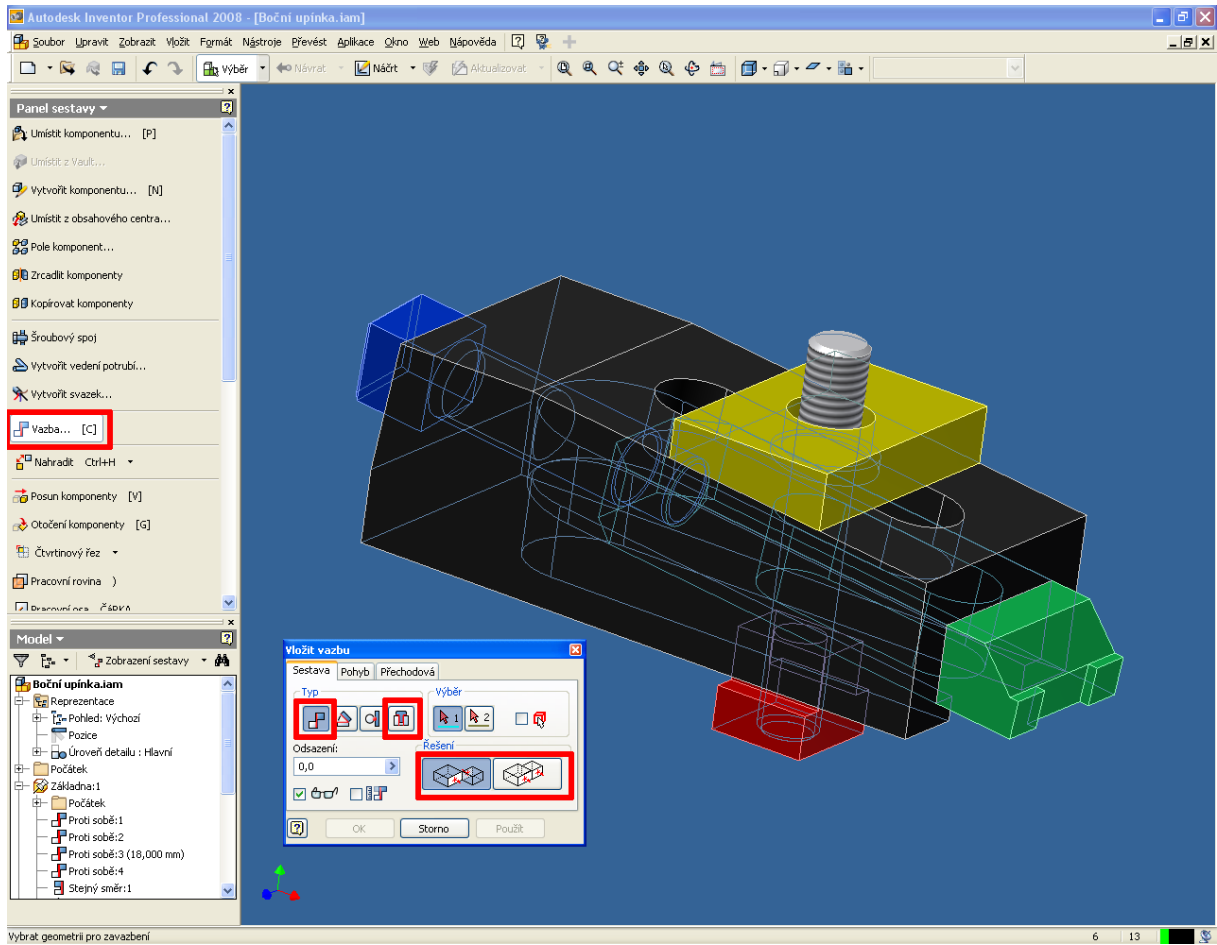 Autodesk Inventor Professional 2008 - [Boční upínka.iam]
Soubor Upravit Zobrazit Vložit Formát Nástroje Převést Aplikace Okno Web Nápověda
Výběr Návrat Náčrt Aktualizovat
Panel sestavy
Umístit komponentu... [P]
Umístit z Vault...
Vytvořit komponentu... [N]
Umístit z obsahového centra...
Pole komponent...
Zrcadlit komponenty
Kopírovat komponenty
Šroubový spoj
Vytvořit vedení potrubí...
Vytvořit svazek...
Vazba... [C]
Nahradit Ctrl+H
Posun komponenty [V]
Otočení komponenty [G]
Čtvrtinový řez
Pracovní rovina )
Pracovní osa ČÁRKA
Model
Zobrazení sestavy
Boční upínka.iam
Reprezentace
Pohled: Výchozí
Pozice
Úroveň detailu : Hlavní
Počátek
Základna:1
Počátek
Proti sobě:1
Proti sobě:2
Proti sobě:3 (18,000 mm)
Proti sobě:4
Stejný směr:1
Vložit vazbu
Sestava Pohyb Přechodová
Typ Výběr
1 2
Odsazení: Řešení
0,0
OK Storno Použít
Vybrat geometrii pro zavazbení 6 13